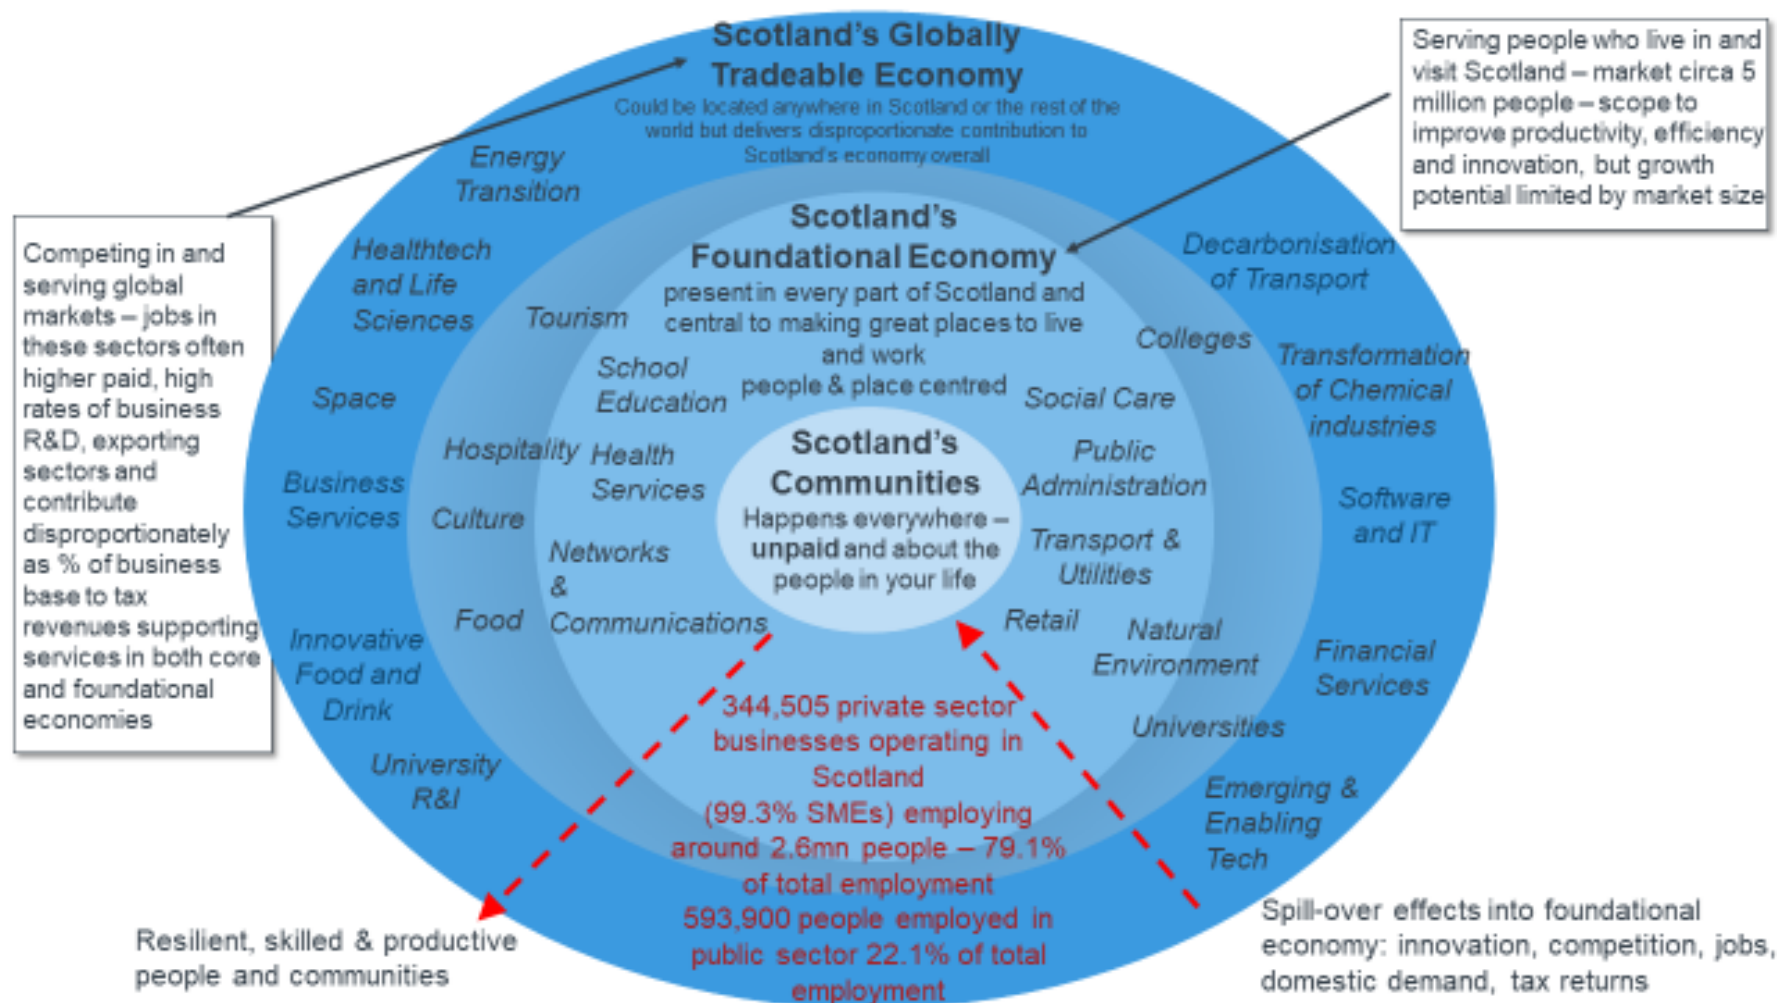 Scotland's Globally
Tradeable Economy
Could be located anywhere in Scotland or the rest of the
world but delivers disproportionate contribution to
Scotland's economy overall
Serving people who live in and
visit Scotland – market circa 5
million people – scope to
improve productivity, efficiency
and innovation, but growth
potential limited by market size
Competing in and
serving global
markets – jobs in
these sectors often
higher paid, high
rates of business
R&D, exporting
sectors and
contribute
disproportionately
as % of business
base to tax
revenues supporting
services in both core
and foundational
economies
Energy
Transition
Healthtech
and Life
Sciences
Space
Business
Services
Innovative
Food and
Drink
University
R&I
Decarbonisation
of Transport
Transformation
of Chemical
industries
Software
and IT
Financial
Services
Emerging &
Enabling
Tech
Tourism
Hospitality
Culture
Food
Colleges
Natural
Environment
Universities
Scotland's
Foundational Economy
present in every part of Scotland and
central to making great places to live
and work
people & place centred
School
Education
Health
Services
Networks
&
Communications
Social Care
Public
Administration
Transport &
Utilities
Retail
Scotland's
Communities
Happens everywhere –
unpaid and about the
people in your life
344,505 private sector
businesses operating in
Scotland
(99.3% SMEs) employing
around 2.6mn people – 79.1%
of total employment
593,900 people employed in
public sector 22.1% of total
employment
Resilient, skilled & productive
people and communities
Spill-over effects into foundational
economy: innovation, competition, jobs,
domestic demand, tax returns